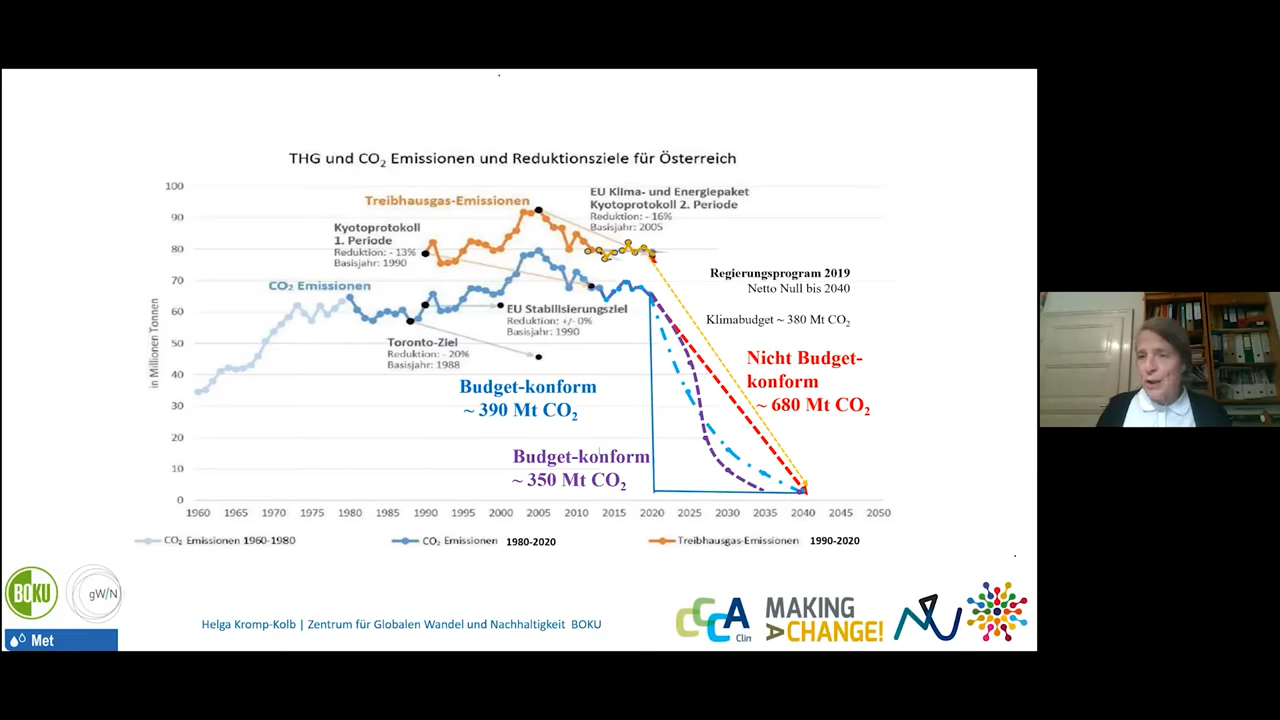 THG und CO₂ Emissionen und Reduktionsziele für Österreich
in Millionen Tonnen
100
90
80
70
60
50
40
30
20
10
0
1960 1965 1970 1975 1980 1985 1990 1995 2000 2005 2010 2015 2020 2025 2030 2035 2040 2045 2050
Treibhausgas-Emissionen
EU Klima- und Energiepaket
Kyotoprotokoll 2. Periode
Reduktion: - 16%
Basisjahr: 2005
Kyotoprotokoll
1. Periode
Reduktion: - 13%
Basisjahr: 1990
CO₂ Emissionen
EU Stabilisierungsziel
Reduktion: +/- 0%
Basisjahr: 1990
Toronto-Ziel
Reduktion: - 20%
Basisjahr: 1988
Regierungsprogram 2019
Netto Null bis 2040
Klimabudget ~ 380 Mt CO₂
Nicht Budget-
konform
~ 680 Mt CO₂
Budget-konform
~ 390 Mt CO₂
Budget-konform
~ 350 Mt CO₂
CO₂ Emissionen 1960-1980
CO₂ Emissionen 1980-2020
Treibhausgas-Emissionen 1990-2020
BOKU
gW/N
Met
Helga Kromp-Kolb | Zentrum für Globalen Wandel und Nachhaltigkeit BOKU
CCCA
Clin
MAKING
A CHANGE!